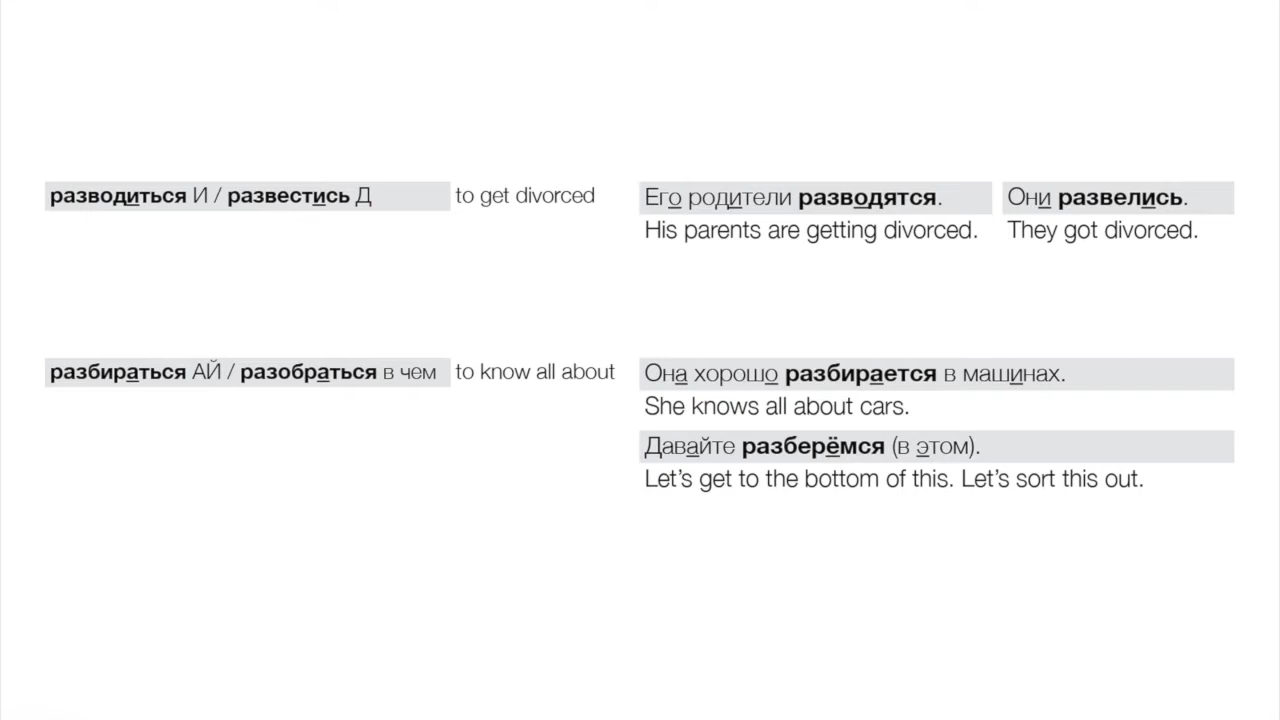 разводиться И / развестись Д to get divorced
Его родители разводятся. Они развелись.
His parents are getting divorced. They got divorced.
разбираться АЙ / разобраться в чем to know all about
Она хорошо разбирается в машинах.
She knows all about cars.
Давайте разберёмся (в этом).
Let's get to the bottom of this. Let's sort this out.